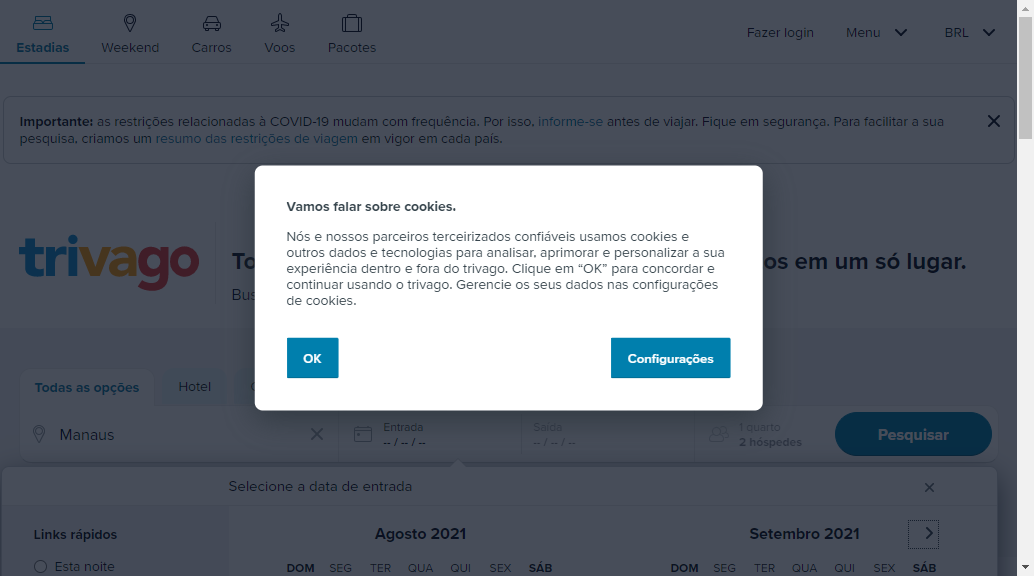 Estadias Weekend Carros Voos Pacotes Fazer login Menu BRL
Importante: as restrições relacionadas à COVID-19 mudam com frequência. Por isso, informe-se antes de viajar. Fique em segurança. Para facilitar a sua
pesquisa, criamos um resumo das restrições de viagem em vigor em cada país.
Vamos falar sobre cookies.
Nós e nossos parceiros terceirizados confiáveis usamos cookies e
outros dados e tecnologias para analisar, aprimorar e personalizar a sua
experiência dentro e fora do trivago. Clique em “OK” para concordar e
continuar usando o trivago. Gerencie os seus dados nas configurações
de cookies.
OK Configurações
trivago
os em um só lugar.
Todas as opções Hotel
Manaus
Entrada
-- / -- / --
Saída
-- / -- / --
1 quarto
2 hóspedes
Pesquisar
Selecione a data de entrada
Links rápidos
Esta noite
Agosto 2021
DOM SEG TER QUA QUI SEX SÁB
Setembro 2021
DOM SEG TER QUA QUI SEX SÁB